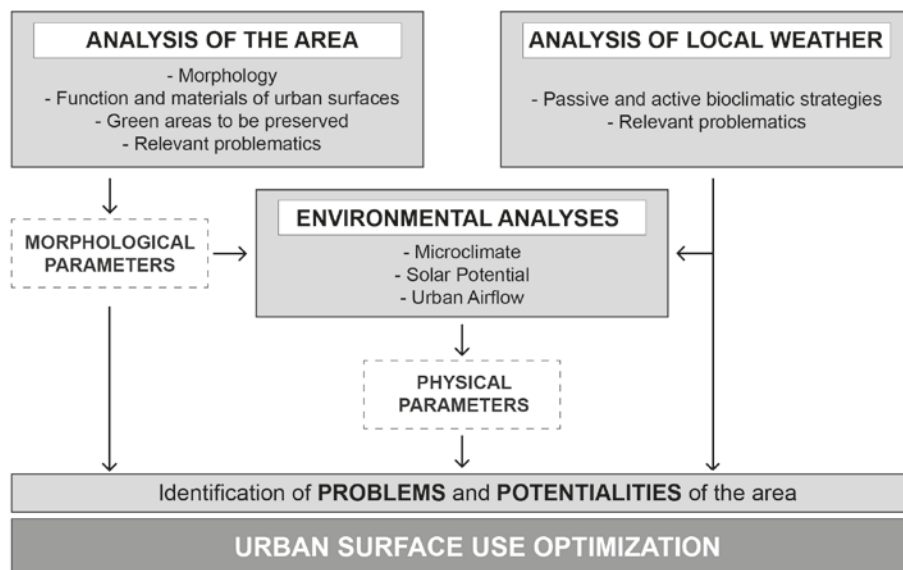 ANALYSIS OF THE AREA
- Morphology
- Function and materials of urban surfaces
- Green areas to be preserved
- Relevant problematics
ANALYSIS OF LOCAL WEATHER
- Passive and active bioclimatic strategies
- Relevant problematics
MORPHOLOGICAL
PARAMETERS
ENVIRONMENTAL ANALYSES
- Microclimate
- Solar Potential
- Urban Airflow
PHYSICAL
PARAMETERS
Identification of PROBLEMS and POTENTIALITIES of the area
URBAN SURFACE USE OPTIMIZATION